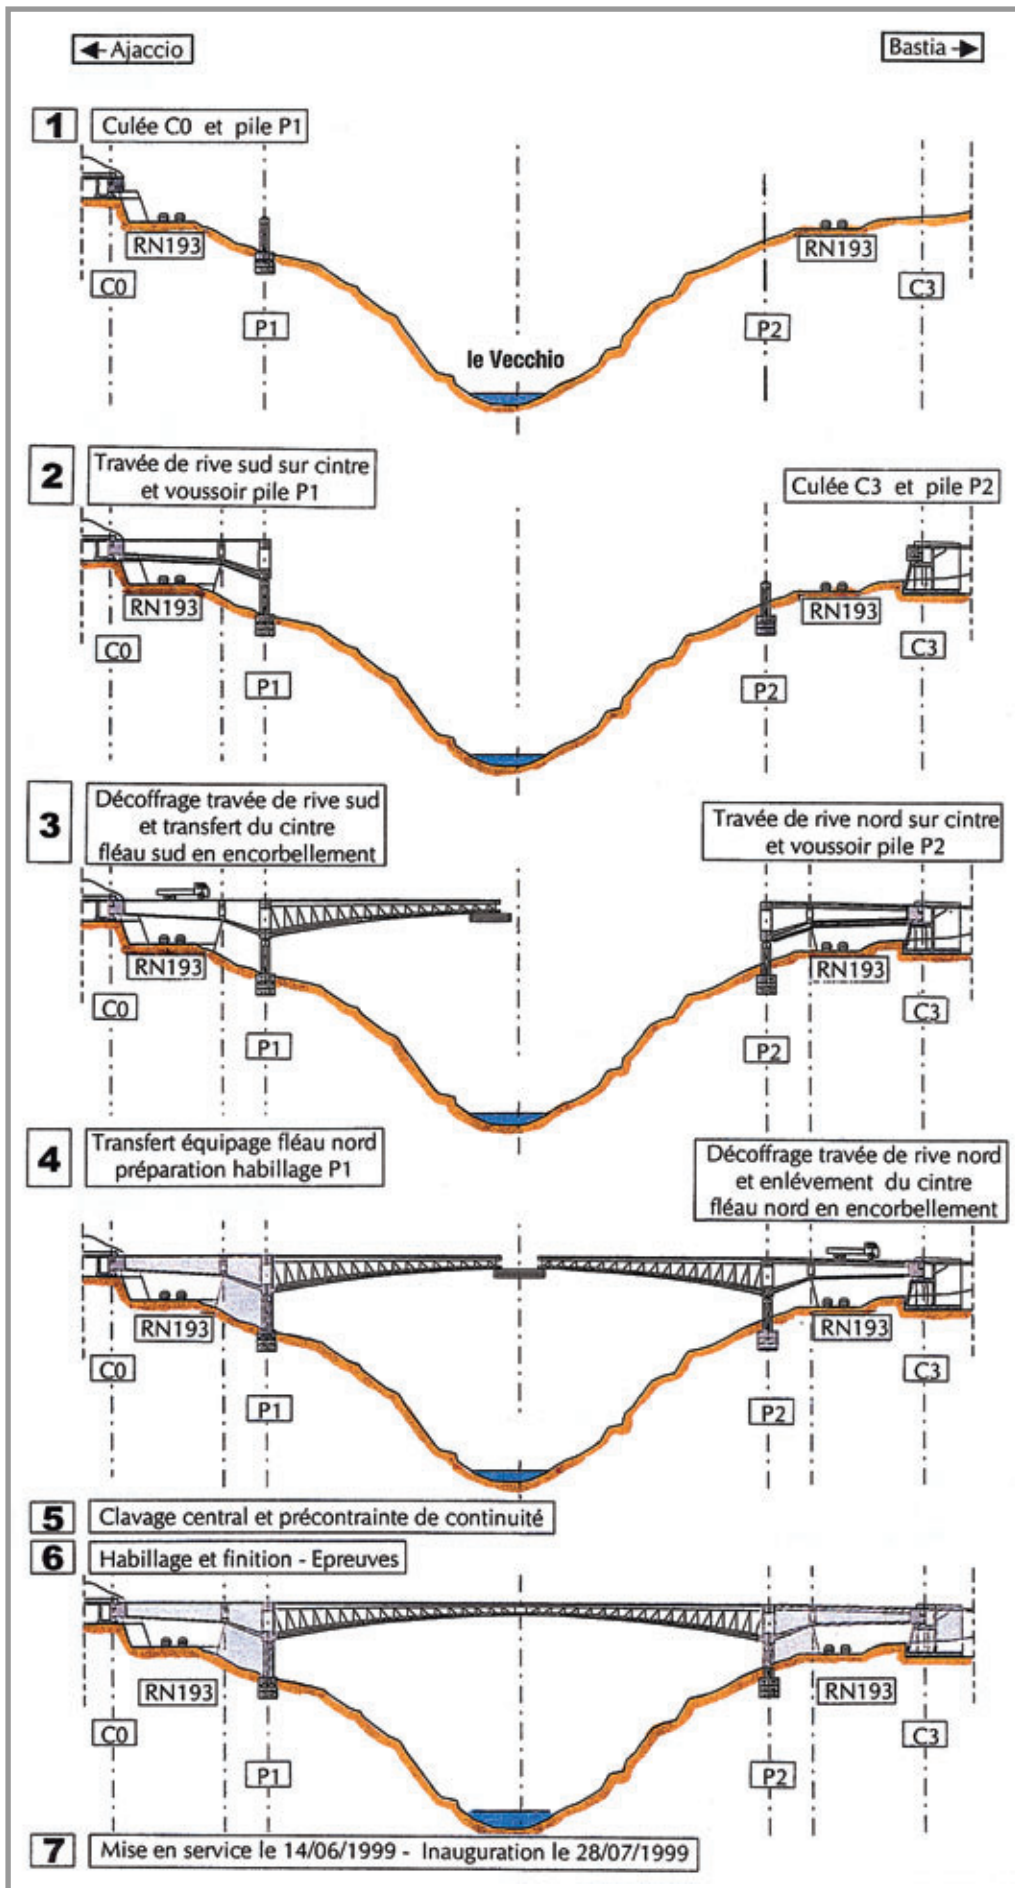 Ajaccio
Bastia
1
Culée C0 et pile P1
RN193
RN193
C0
C3
P1
P2
le Vecchio
2
Travée de rive sud sur cintre
et voussoir pile P1
Culée C3 et pile P2
RN193
RN193
C0
C3
P1
P2
3
Décoffrage travée de rive sud
et transfert du cintre
fléau sud en encorbellement
Travée de rive nord sur cintre
et voussoir pile P2
RN193
RN193
C0
C3
P1
P2
4
Transfert équipage fléau nord
préparation habillage P1
Décoffrage travée de rive nord
et enlévement du cintre
fléau nord en encorbellement
RN193
RN193
C0
C3
P1
P2
5
Clavage central et précontrainte de continuité
6
Habillage et finition - Epreuves
RN193
RN193
C0
C3
P1
P2
7
Mise en service le 14/06/1999 - Inauguration le 28/07/1999